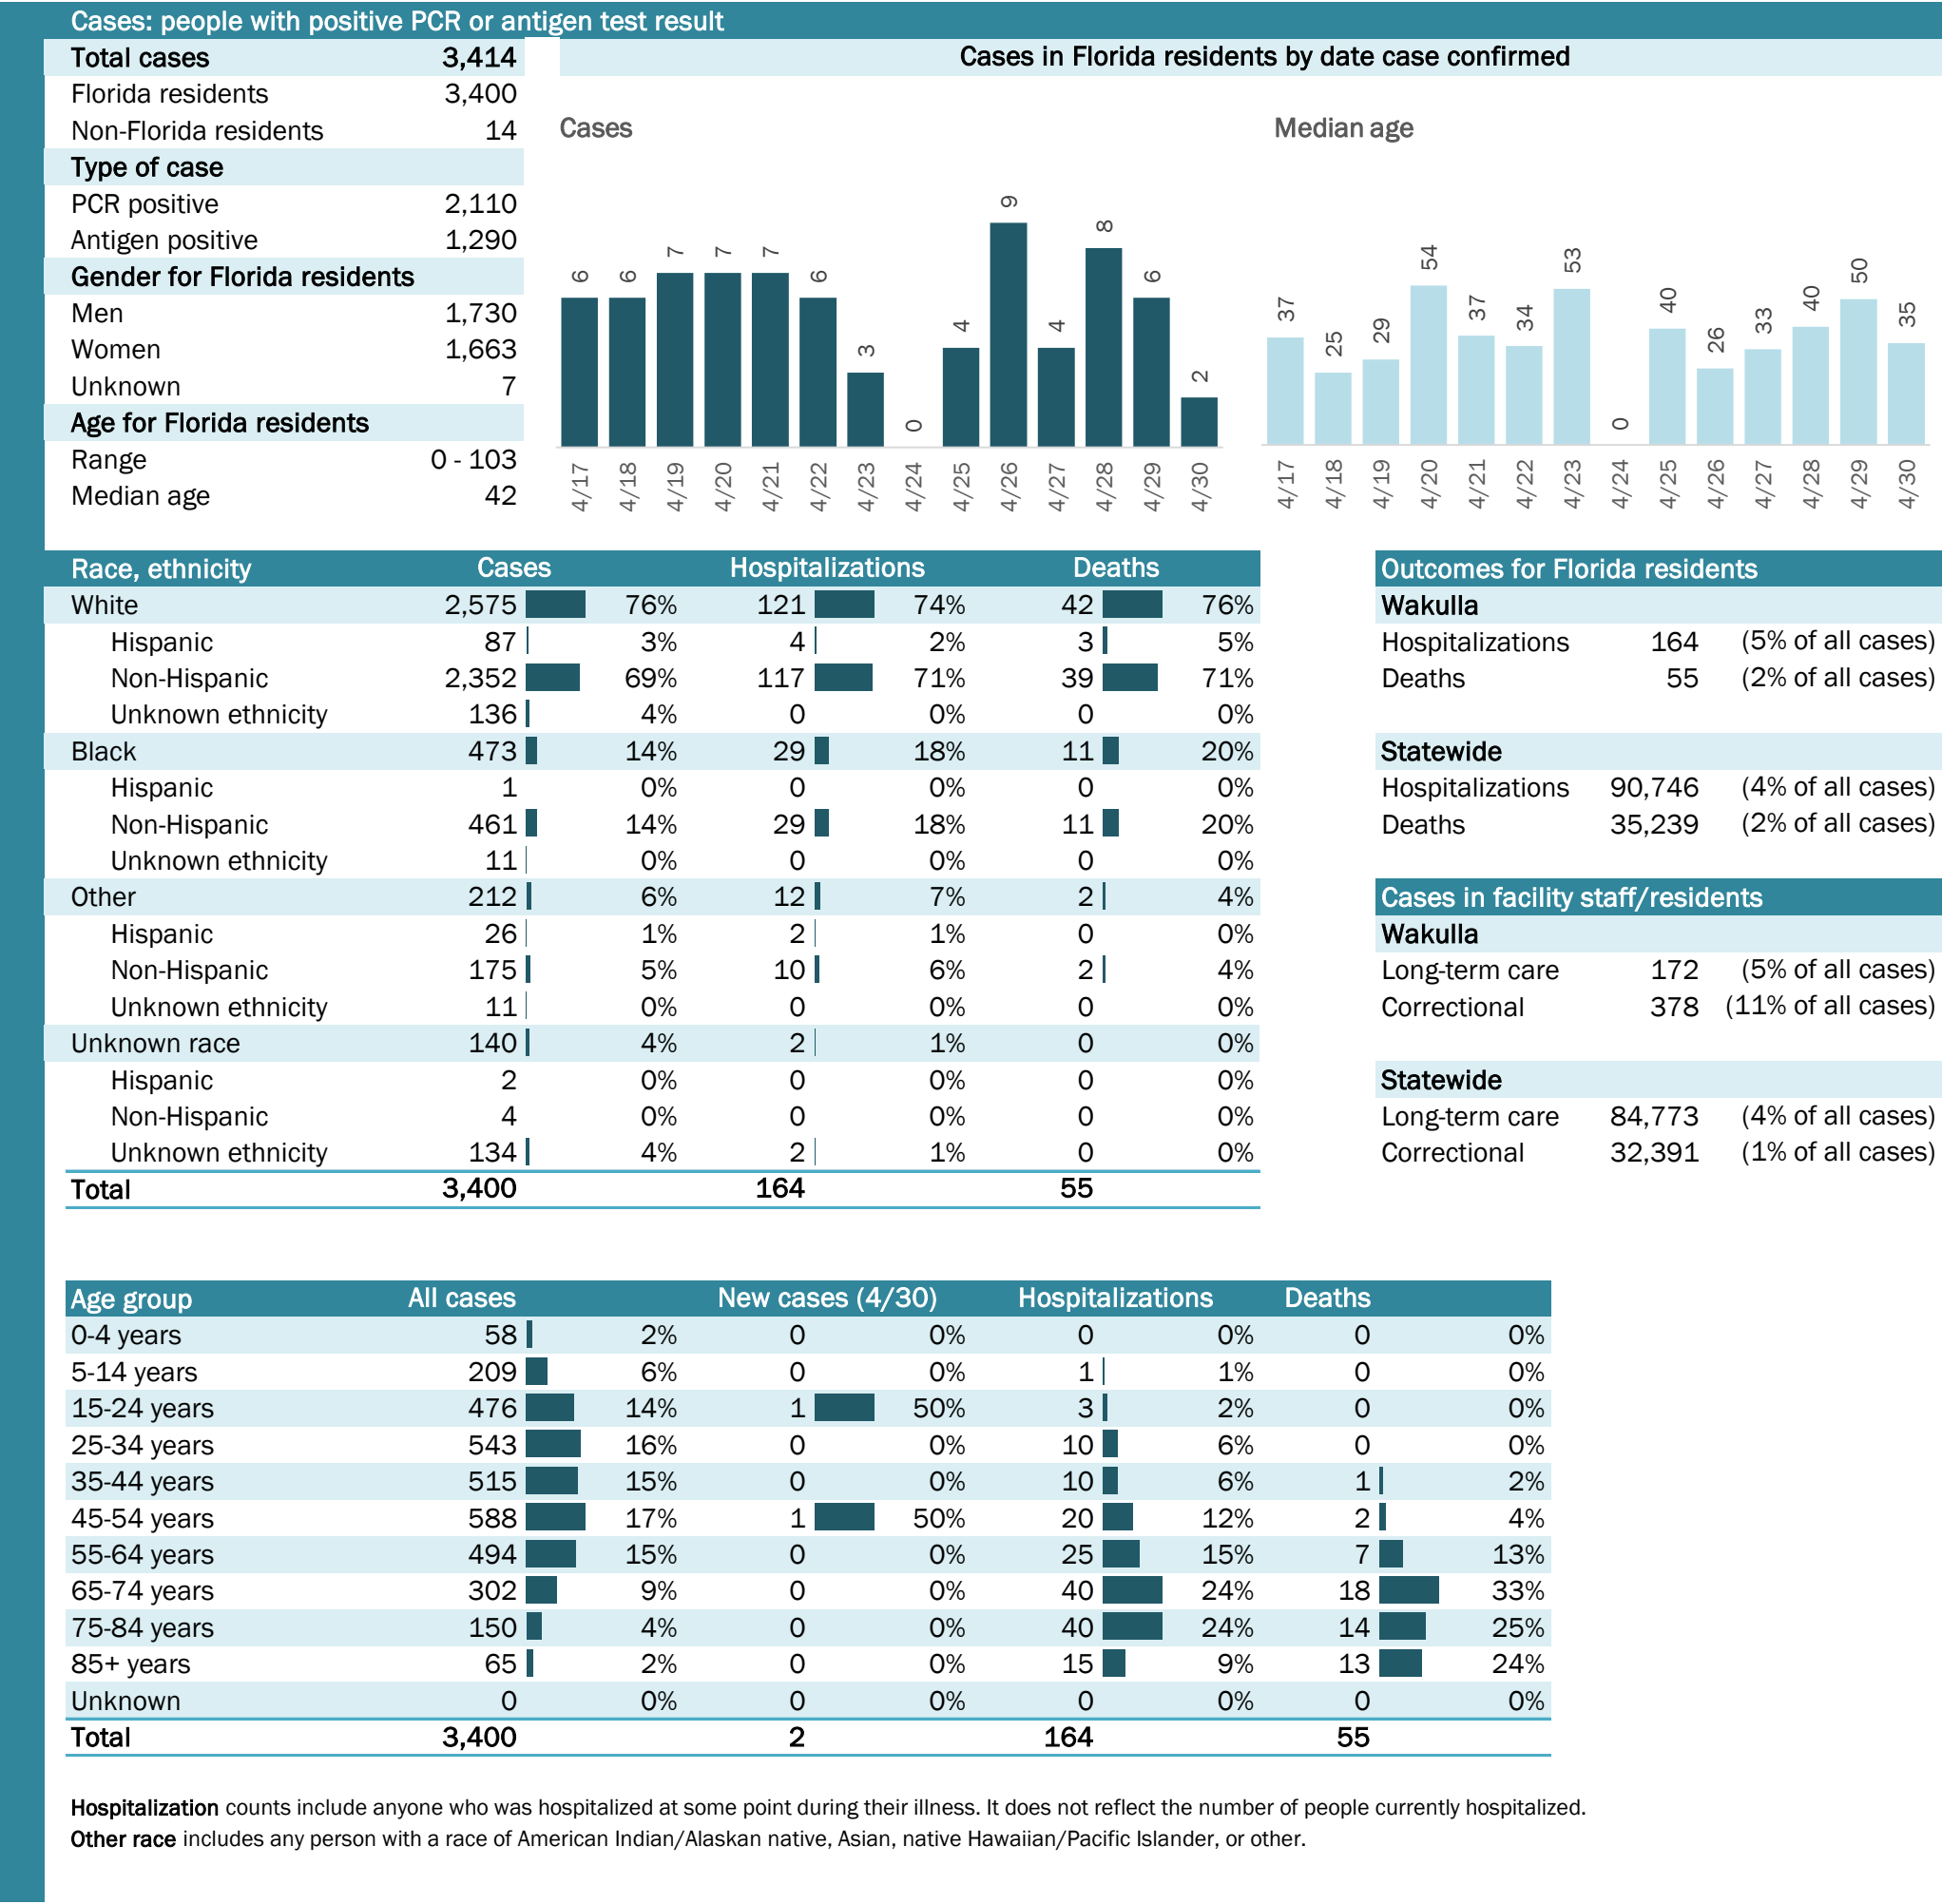 Cases: people with positive PCR or antigen test result
Total cases 3,414
Florida residents 3,400
Non-Florida residents 14
Type of case
PCR positive 2,110
Antigen positive 1,290
Gender for Florida residents
Men 1,730
Women 1,663
Unknown 7
Age for Florida residents
Range 0 - 103
Median age 42
Cases in Florida residents by date case confirmed
Cases
6 6 7 7 7 6 3 0 4 9 4 8 6 2
4/17 4/18 4/19 4/20 4/21 4/22 4/23 4/24 4/25 4/26 4/27 4/28 4/29 4/30
Median age
37 25 29 54 37 34 53 0 40 26 33 40 50 35
4/17 4/18 4/19 4/20 4/21 4/22 4/23 4/24 4/25 4/26 4/27 4/28 4/29 4/30
Race, ethnicity Cases Hospitalizations Deaths
White 2,575 76% 121 74% 42 76%
Hispanic 87 3% 4 2% 3 5%
Non-Hispanic 2,352 69% 117 71% 39 71%
Unknown ethnicity 136 4% 0 0% 0 0%
Black 473 14% 29 18% 11 20%
Hispanic 1 0% 0 0% 0 0%
Non-Hispanic 461 14% 29 18% 11 20%
Unknown ethnicity 11 0% 0 0% 0 0%
Other 212 6% 12 7% 2 4%
Hispanic 26 1% 2 1% 0 0%
Non-Hispanic 175 5% 10 6% 2 4%
Unknown ethnicity 11 0% 0 0% 0 0%
Unknown race 140 4% 2 1% 0 0%
Hispanic 2 0% 0 0% 0 0%
Non-Hispanic 4 0% 0 0% 0 0%
Unknown ethnicity 134 4% 2 1% 0 0%
Total 3,400 164 55
Outcomes for Florida residents
Wakulla
Hospitalizations 164 (5% of all cases)
Deaths 55 (2% of all cases)
Statewide
Hospitalizations 90,746 (4% of all cases)
Deaths 35,239 (2% of all cases)
Cases in facility staff/residents
Wakulla
Long-term care 172 (5% of all cases)
Correctional 378 (11% of all cases)
Statewide
Long-term care 84,773 (4% of all cases)
Correctional 32,391 (1% of all cases)
Age group All cases New cases (4/30) Hospitalizations Deaths
0-4 years 58 2% 0 0% 0 0% 0 0%
5-14 years 209 6% 0 0% 1 1% 0 0%
15-24 years 476 14% 1 50% 3 2% 0 0%
25-34 years 543 16% 0 0% 10 6% 0 0%
35-44 years 515 15% 0 0% 10 6% 1 2%
45-54 years 588 17% 1 50% 20 12% 2 4%
55-64 years 494 15% 0 0% 25 15% 7 13%
65-74 years 302 9% 0 0% 40 24% 18 33%
75-84 years 150 4% 0 0% 40 24% 14 25%
85+ years 65 2% 0 0% 15 9% 13 24%
Unknown 0 0% 0 0% 0 0% 0 0%
Total 3,400 2 164 55
Hospitalization counts include anyone who was hospitalized at some point during their illness. It does not reflect the number of people currently hospitalized.
Other race includes any person with a race of American Indian/Alaskan native, Asian, native Hawaiian/Pacific Islander, or other.